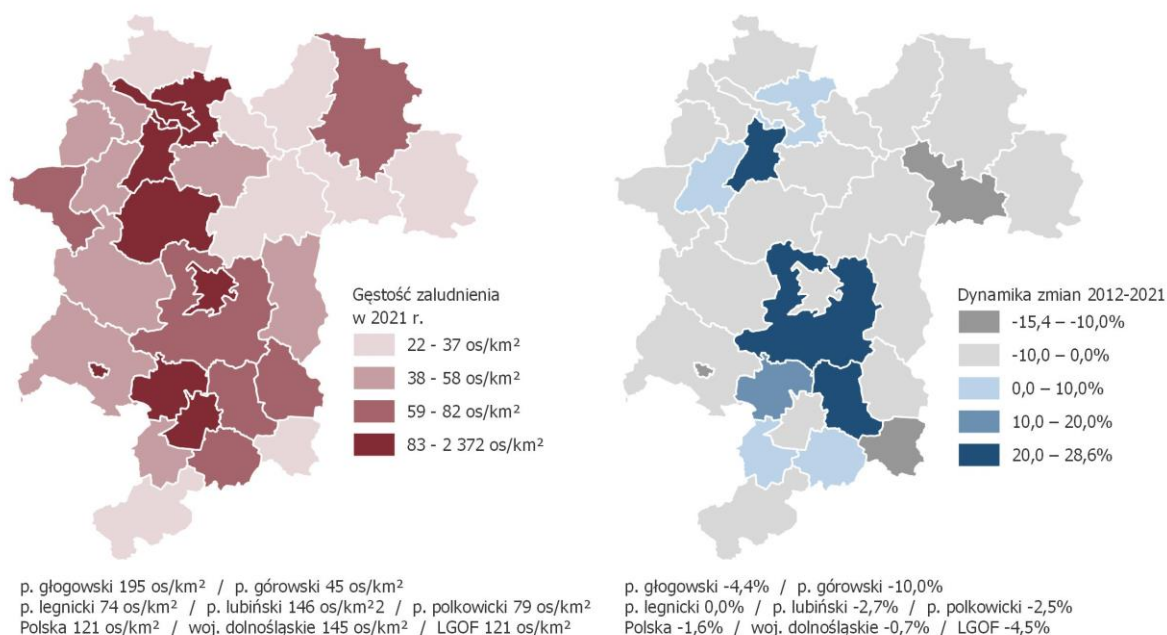 Gęstość zaludnienia
w 2021 r.
22 - 37 os/km²
38 - 58 os/km²
59 - 82 os/km²
83 - 2 372 os/km²
p. głogowski 195 os/km² / p. górowski 45 os/km²
p. legnicki 74 os/km² / p. lubiński 146 os/km²2 / p. polkowicki 79 os/km²
Polska 121 os/km² / woj. dolnośląskie 145 os/km² / LGOF 121 os/km²
Dynamika zmian 2012-2021
-15,4 – -10,0%
-10,0 – 0,0%
0,0 – 10,0%
10,0 – 20,0%
20,0 – 28,6%
p. głogowski -4,4% / p. górowski -10,0%
p. legnicki 0,0% / p. lubiński -2,7% / p. polkowicki -2,5%
Polska -1,6% / woj. dolnośląskie -0,7% / LGOF -4,5%